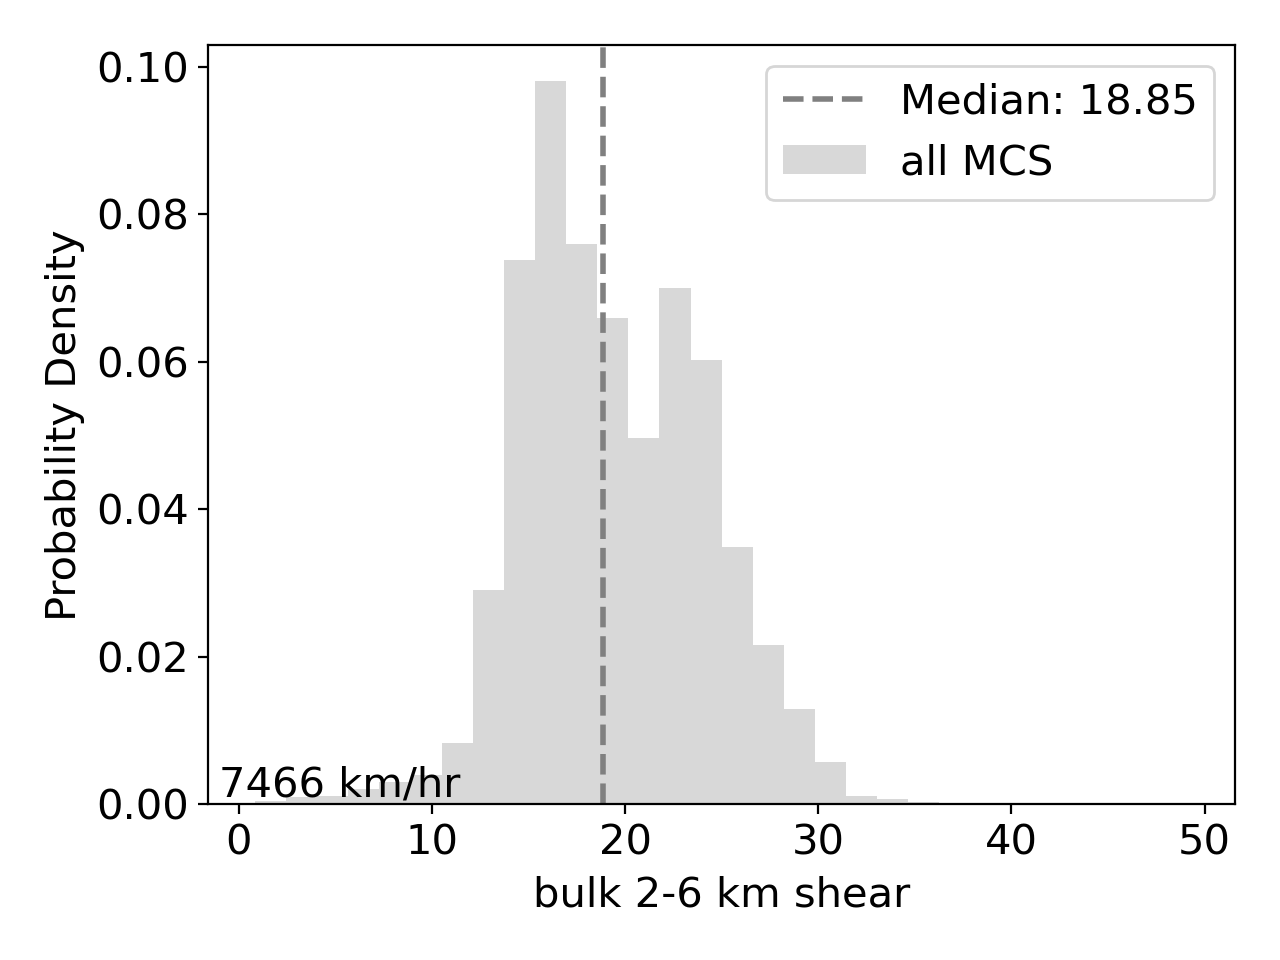 0.10
0.08
0.06
0.04
0.02
0.00
Probability Density
Median: 18.85
all MCS
7466 km/hr
0 10 20 30 40 50
bulk 2-6 km shear